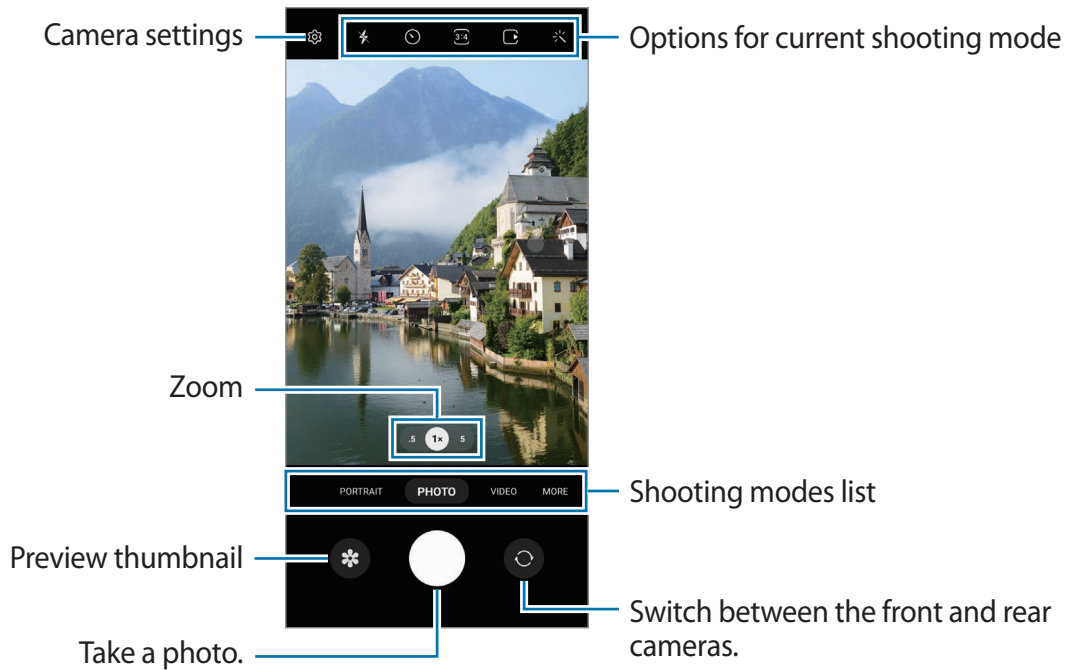 Camera settings
3:4
Options for current shooting mode
Zoom
.5 1× 5
PORTRAIT PHOTO VIDEO MORE
Shooting modes list
Preview thumbnail
Switch between the front and rear
cameras.
Take a photo.